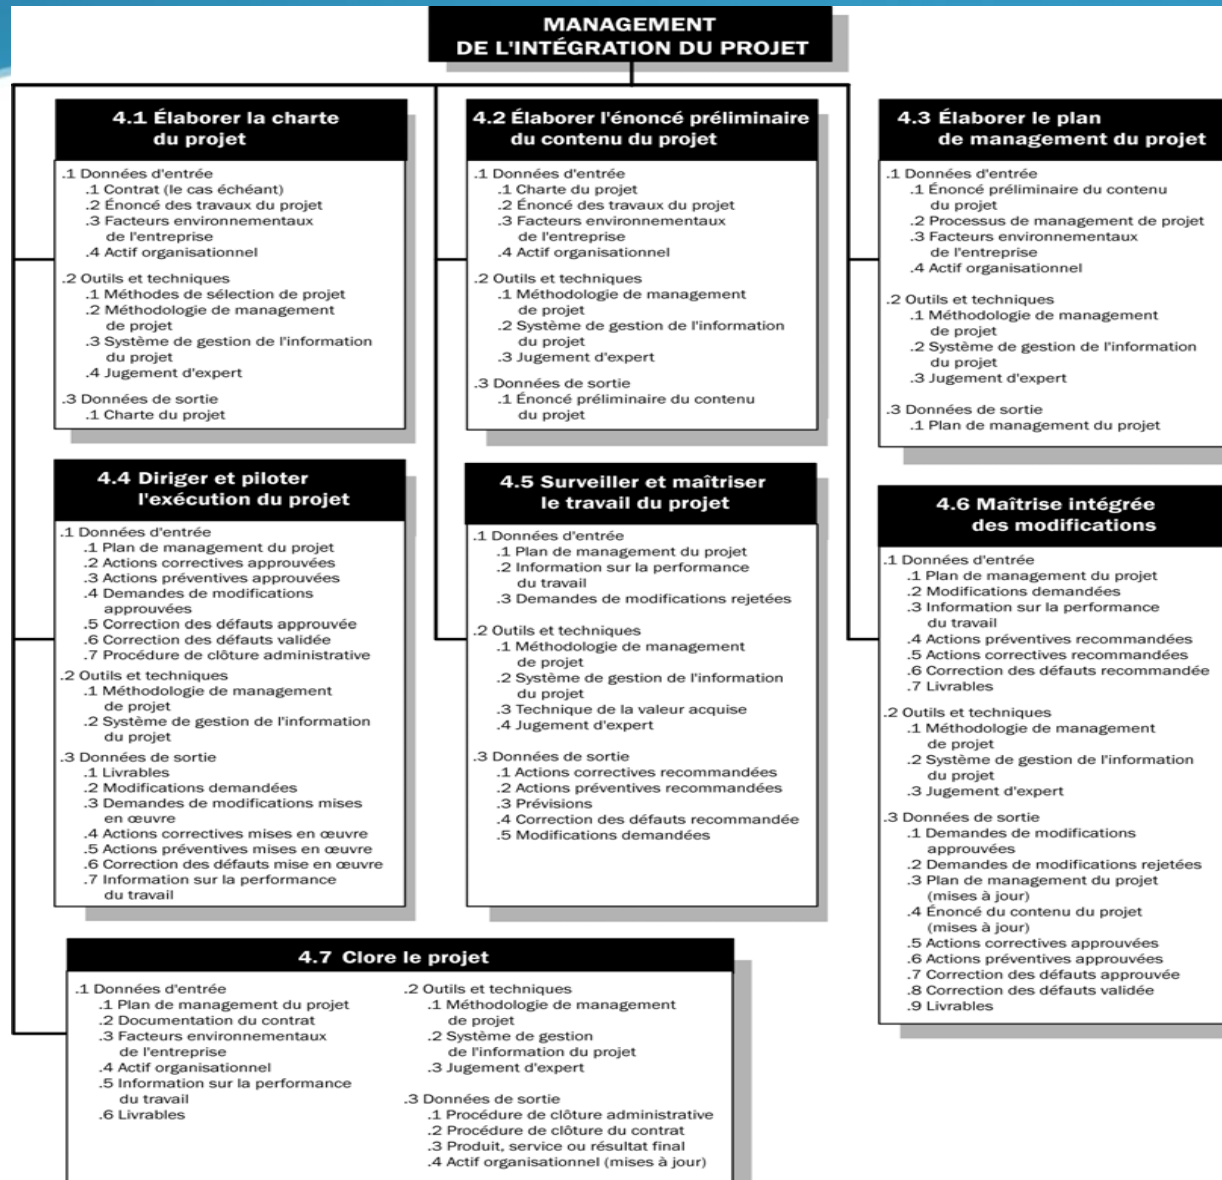 MANAGEMENT
DE L'INTÉGRATION DU PROJET
4.1 Élaborer la charte
du projet
.1 Données d'entrée
.1 Contrat (le cas échéant)
.2 Énoncé des travaux du projet
.3 Facteurs environnementaux
de l'entreprise
.4 Actif organisationnel
.2 Outils et techniques
.1 Méthodes de sélection de projet
.2 Méthodologie de management
de projet
.3 Système de gestion de l'information
du projet
.4 Jugement d'expert
.3 Données de sortie
.1 Charte du projet
4.2 Élaborer l'énoncé préliminaire
du contenu du projet
.1 Données d'entrée
.1 Charte du projet
.2 Énoncé des travaux du projet
.3 Facteurs environnementaux
de l'entreprise
.4 Actif organisationnel
.2 Outils et techniques
.1 Méthodologie de management
de projet
.2 Système de gestion de l'information
du projet
.3 Jugement d'expert
.3 Données de sortie
.1 Énoncé préliminaire du contenu
du projet
4.3 Élaborer le plan
de management du projet
.1 Données d'entrée
.1 Énoncé préliminaire du contenu
du projet
.2 Processus de management de projet
.3 Facteurs environnementaux
de l'entreprise
.4 Actif organisationnel
.2 Outils et techniques
.1 Méthodologie de management
de projet
.2 Système de gestion de l'information
du projet
.3 Jugement d'expert
.3 Données de sortie
.1 Plan de management du projet
4.4 Diriger et piloter
l'exécution du projet
.1 Données d'entrée
.1 Plan de management du projet
.2 Actions correctives approuvées
.3 Actions préventives approuvées
.4 Demandes de modifications
approuvées
.5 Correction des défauts approuvée
.6 Correction des défauts validée
.7 Procédure de clôture administrative
.2 Outils et techniques
.1 Méthodologie de management
de projet
.2 Système de gestion de l'information
du projet
.3 Données de sortie
.1 Livrables
.2 Modifications demandées
.3 Demandes de modifications mises
en œuvre
.4 Actions correctives mises en œuvre
.5 Actions préventives mises en œuvre
.6 Correction des défauts mise en œuvre
.7 Information sur la performance
du travail
4.5 Surveiller et maîtriser
le travail du projet
.1 Données d'entrée
.1 Plan de management du projet
.2 Information sur la performance
du travail
.3 Demandes de modifications rejetées
.2 Outils et techniques
.1 Méthodologie de management
de projet
.2 Système de gestion de l'information
du projet
.3 Technique de la valeur acquise
.4 Jugement d'expert
.3 Données de sortie
.1 Actions correctives recommandées
.2 Actions préventives recommandées
.3 Prévisions
.4 Correction des défauts recommandée
.5 Modifications demandées
4.6 Maîtrise intégrée
des modifications
.1 Données d'entrée
.1 Plan de management du projet
.2 Modifications demandées
.3 Information sur la performance
du travail
.4 Actions préventives recommandées
.5 Actions correctives recommandées
.6 Correction des défauts recommandée
.7 Livrables
.2 Outils et techniques
.1 Méthodologie de management
de projet
.2 Système de gestion de l'information
du projet
.3 Jugement d'expert
.3 Données de sortie
.1 Demandes de modifications
approuvées
.2 Demandes de modifications rejetées
.3 Plan de management du projet
(mises à jour)
.4 Énoncé du contenu du projet
(mises à jour)
.5 Actions correctives approuvées
.6 Actions préventives approuvées
.7 Correction des défauts approuvée
.8 Correction des défauts validée
.9 Livrables
4.7 Clore le projet
.1 Données d'entrée
.1 Plan de management du projet
.2 Documentation du contrat
.3 Facteurs environnementaux
de l'entreprise
.4 Actif organisationnel
.5 Information sur la performance
du travail
.6 Livrables
.2 Outils et techniques
.1 Méthodologie de management
de projet
.2 Système de gestion
de l'information du projet
.3 Jugement d'expert
.3 Données de sortie
.1 Procédure de clôture administrative
.2 Procédure de clôture du contrat
.3 Produit, service ou résultat final
.4 Actif organisationnel (mises à jour)